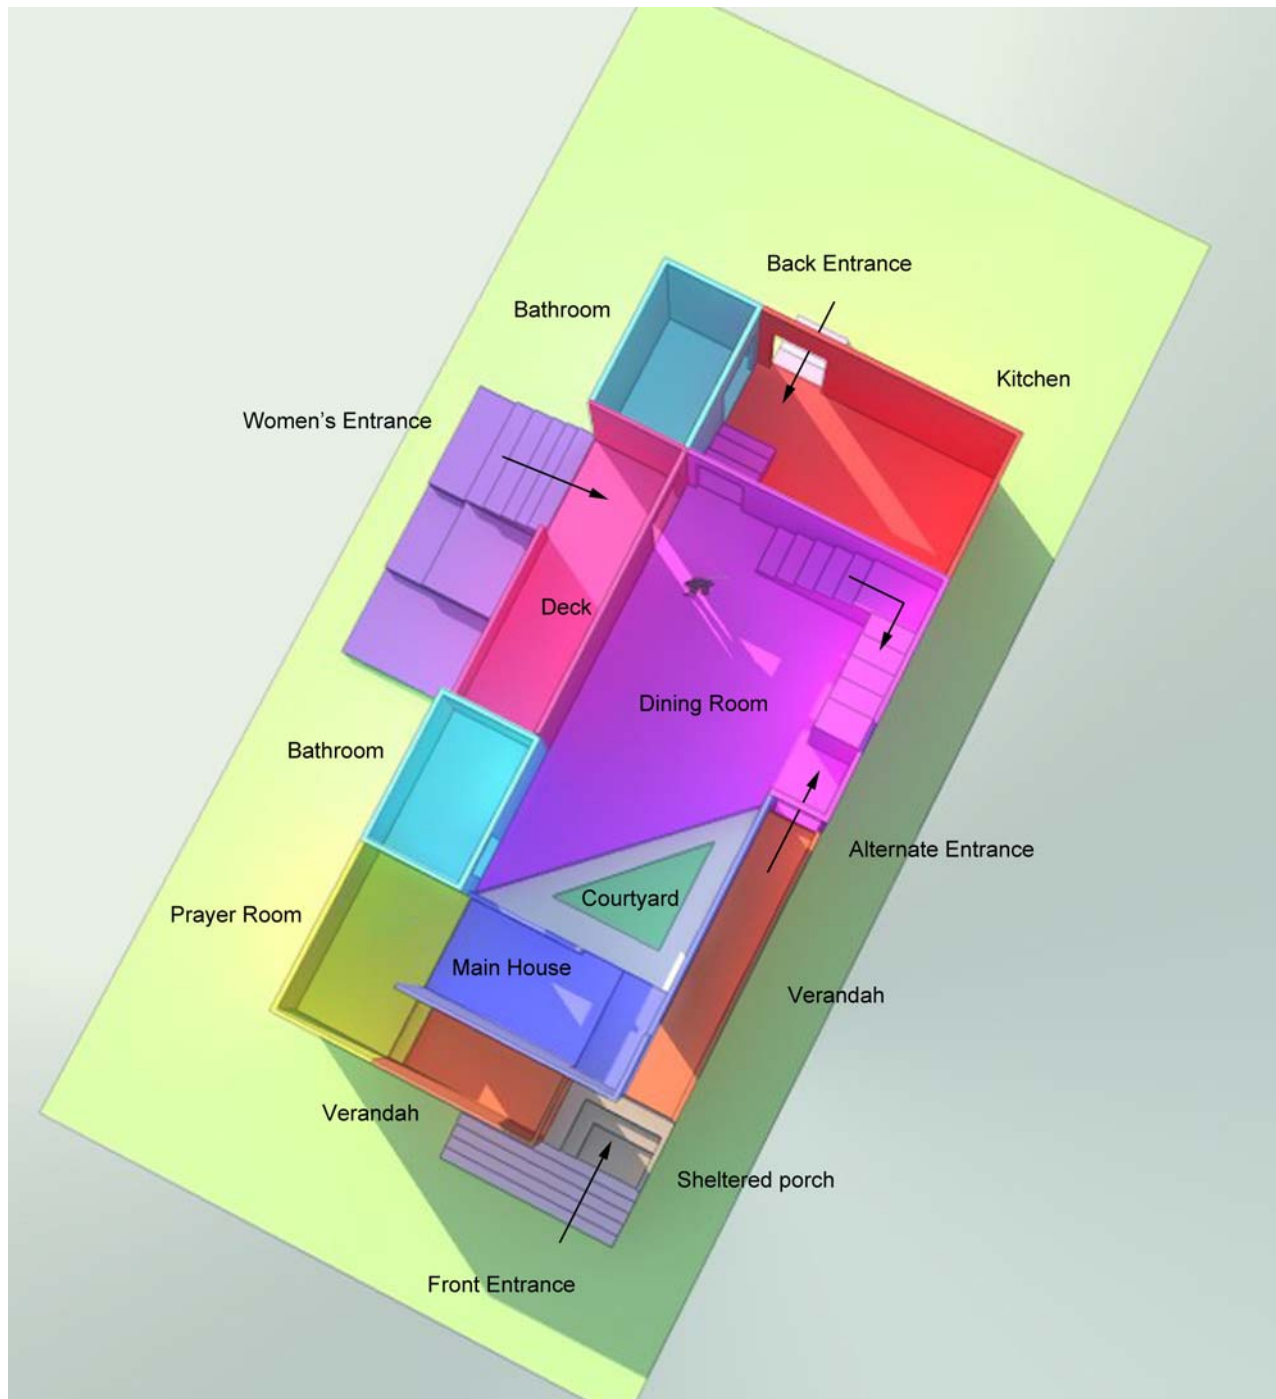 Back Entrance
Bathroom
Kitchen
Women's Entrance
Deck
Dining Room
Bathroom
Alternate Entrance
Courtyard
Prayer Room
Main House
Verandah
Verandah
Sheltered porch
Front Entrance